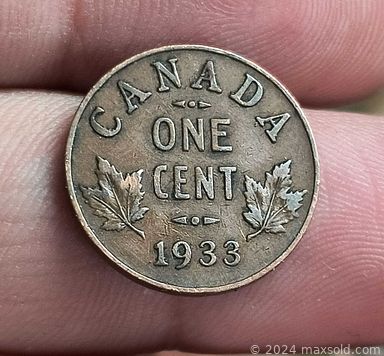 CANADA
ONE
CENT
1933
© 2024 maxsold.com